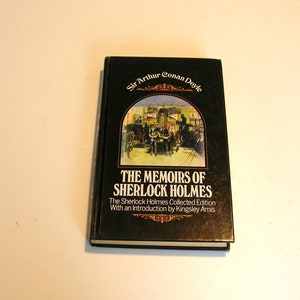 Sir Arthur Conan Doyle
THE MEMOIRS OF
SHERLOCK HOLMES
The Sherlock Holmes Collected Edition
With an Introduction by Kingsley Amis